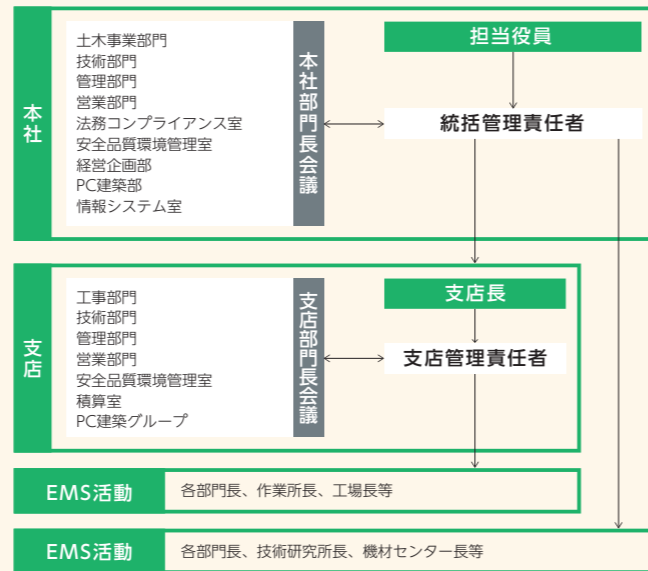 本社
土木事業部門
技術部門
管理部門
営業部門
法務コンプライアンス室
安全品質環境管理室
経営企画部
PC建築部
情報システム室
本社部門長会議
担当役員
統括管理責任者
支店
工事部門
技術部門
管理部門
営業部門
安全品質環境管理室
積算室
PC建築グループ
支店部門長会議
支店長
支店管理責任者
EMS活動
各部門長、作業所長、工場長等
EMS活動
各部門長、技術研究所長、機材センター長等